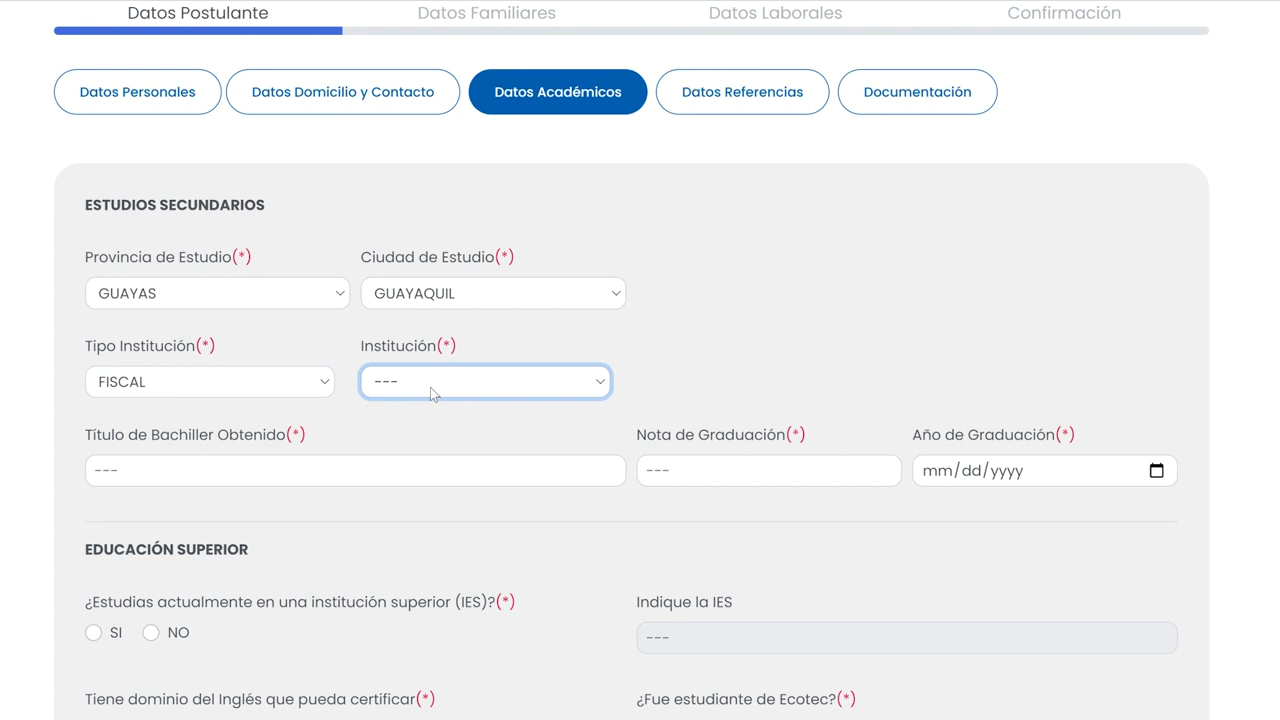 Datos Postulante Datos Familiares Datos Laborales Confirmación
Datos Personales Datos Domicilio y Contacto Datos Académicos Datos Referencias Documentación
ESTUDIOS SECUNDARIOS
Provincia de Estudio(*) Ciudad de Estudio(*)
GUAYAS GUAYAQUIL
Tipo Institución(*) Institución(*)
FISCAL ---
Título de Bachiller Obtenido(*) Nota de Graduación(*) Año de Graduación(*)
--- --- mm/dd/yyyy
EDUCACIÓN SUPERIOR
¿Estudias actualmente en una institución superior (IES)?(*) Indique la IES
SI NO ---
Tiene dominio del Inglés que pueda certificar(*) ¿Fue estudiante de Ecotec?(*)